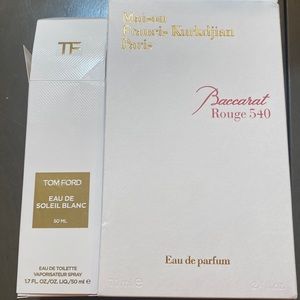 TF
TOM FORD
EAU DE
SOLEIL BLANC
50 ML
EAU DE TOILETTE
VAPORISATEUR SPRAY
1.7 FL.OZ./OZ. LIQ./50 ml ℮
Maison
Francis Kurkdjian
Paris
Baccarat
Rouge 540
Eau de parfum